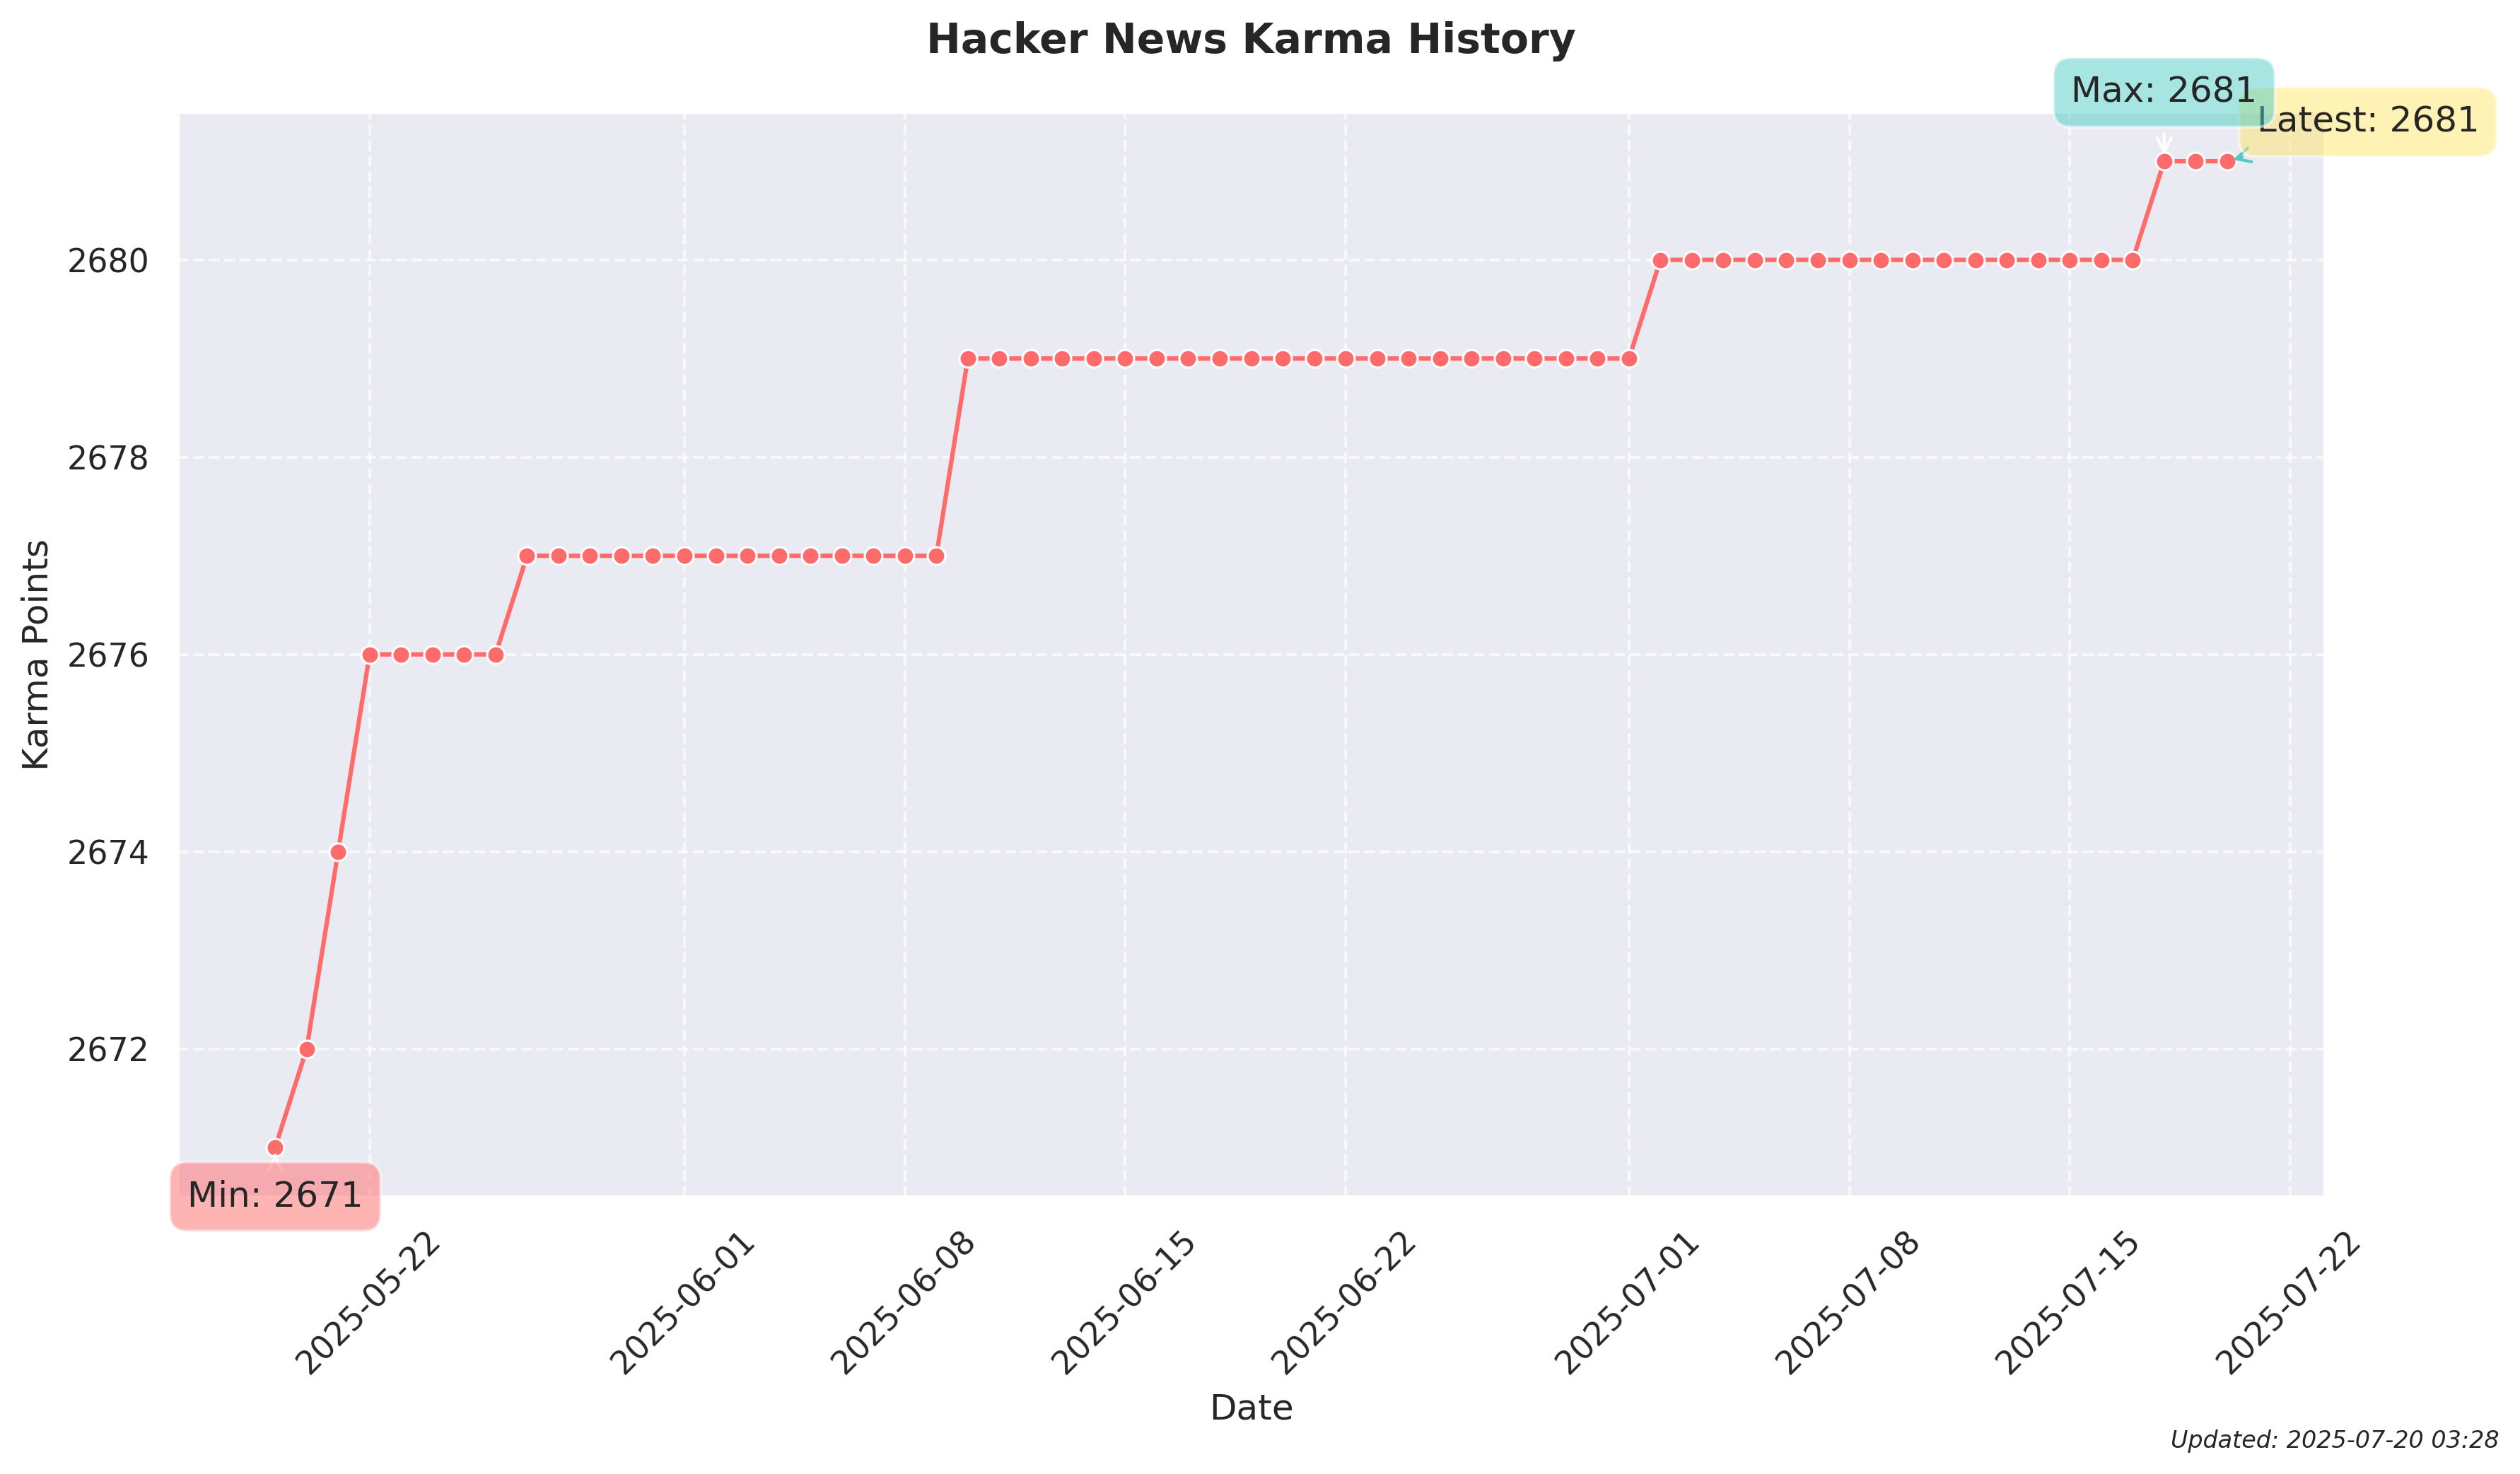 Hacker News Karma History
Max: 2681
Latest: 2681
2680
2678
2676
2674
2672
Karma Points
Min: 2671
2025-05-22
2025-06-01
2025-06-08
2025-06-15
2025-06-22
2025-07-01
2025-07-08
2025-07-15
2025-07-22
Date
Updated: 2025-07-20 03:28